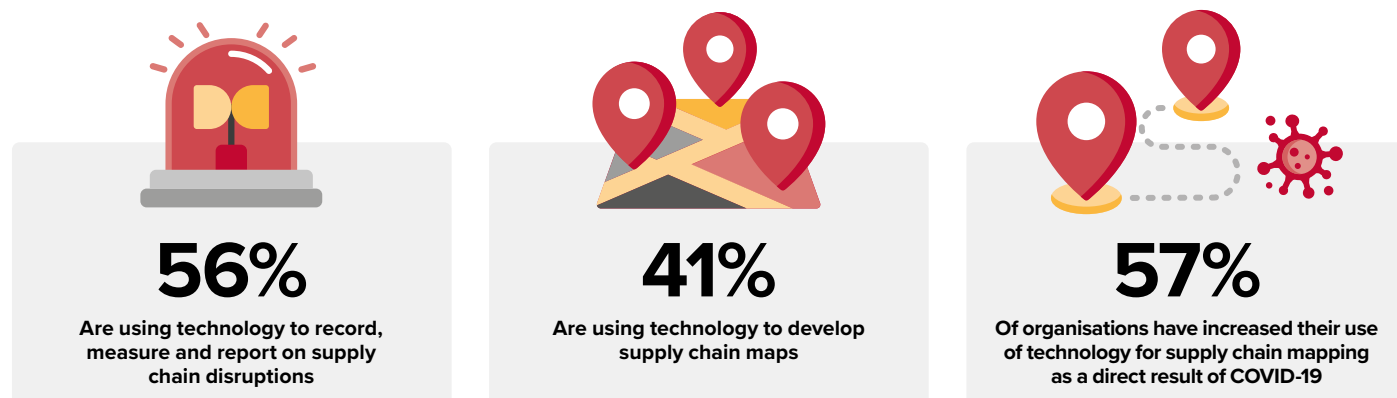 56%
Are using technology to record,
measure and report on supply
chain disruptions
41%
Are using technology to develop
supply chain maps
57%
Of organisations have increased their use
of technology for supply chain mapping
as a direct result of COVID-19